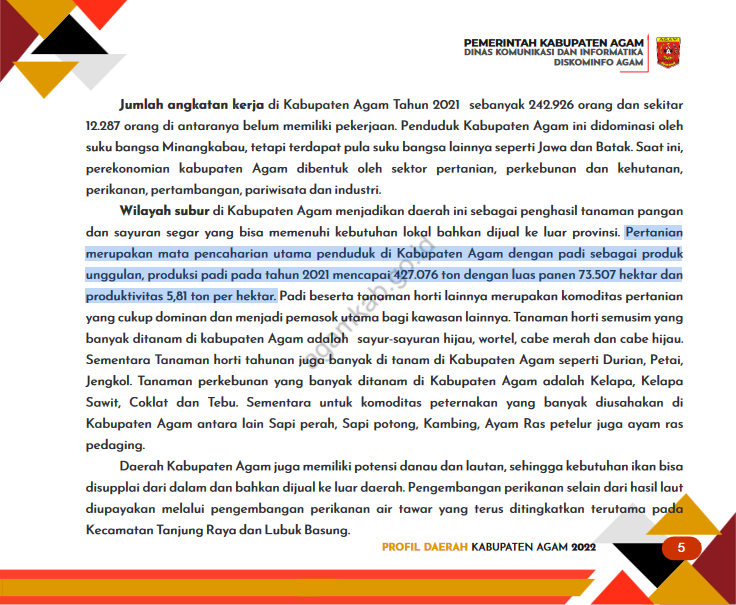 PEMERINTAH KABUPATEN AGAM
DINAS KOMUNIKASI DAN INFORMATIKA
DISKOMINFO AGAM
AGAM
Jumlah angkatan kerja di Kabupaten Agam Tahun 2021 sebanyak 242.926 orang dan sekitar
12.287 orang di antaranya belum memiliki pekerjaan. Penduduk Kabupaten Agam ini didominasi oleh
suku bangsa Minangkabau, tetapi terdapat pula suku bangsa lainnya seperti Jawa dan Batak. Saat ini,
perekonomian kabupaten Agam dibentuk oleh sektor pertanian, perkebunan dan kehutanan,
perikanan, pertambangan, pariwisata dan industri.
Wilayah subur di Kabupaten Agam menjadikan daerah ini sebagai penghasil tanaman pangan
dan sayuran segar yang bisa memenuhi kebutuhan lokal bahkan dijual ke luar provinsi. Pertanian
merupakan mata pencaharian utama penduduk di Kabupaten Agam dengan padi sebagai produk
unggulan, produksi padi pada tahun 2021 mencapai 427.076 ton dengan luas panen 73.507 hektar dan
produktivitas 5,81 ton per hektar. Padi beserta tanaman horti lainnya merupakan komoditas pertanian
yang cukup dominan dan menjadi pemasok utama bagi kawasan lainnya. Tanaman horti semusim yang
banyak ditanam di kabupaten Agam adalah sayur-sayuran hijau, wortel, cabe merah dan cabe hijau.
Sementara Tanaman horti tahunan juga banyak di tanam di Kabupaten Agam seperti Durian, Petai,
Jengkol. Tanaman perkebunan yang banyak ditanam di Kabupaten Agam adalah Kelapa, Kelapa
Sawit, Coklat dan Tebu. Sementara untuk komoditas peternakan yang banyak diusahakan di
Kabupaten Agam antara lain Sapi perah, Sapi potong, Kambing, Ayam Ras petelur juga ayam ras
pedaging.
Daerah Kabupaten Agam juga memiliki potensi danau dan lautan, sehingga kebutuhan ikan bisa
disupplai dari dalam dan bahkan dijual ke luar daerah. Pengembangan perikanan selain dari hasil laut
diupayakan melalui pengembangan perikanan air tawar yang terus ditingkatkan terutama pada
Kecamatan Tanjung Raya dan Lubuk Basung.
agamkab.go.id
PROFIL DAERAH KABUPATEN AGAM 2022
5